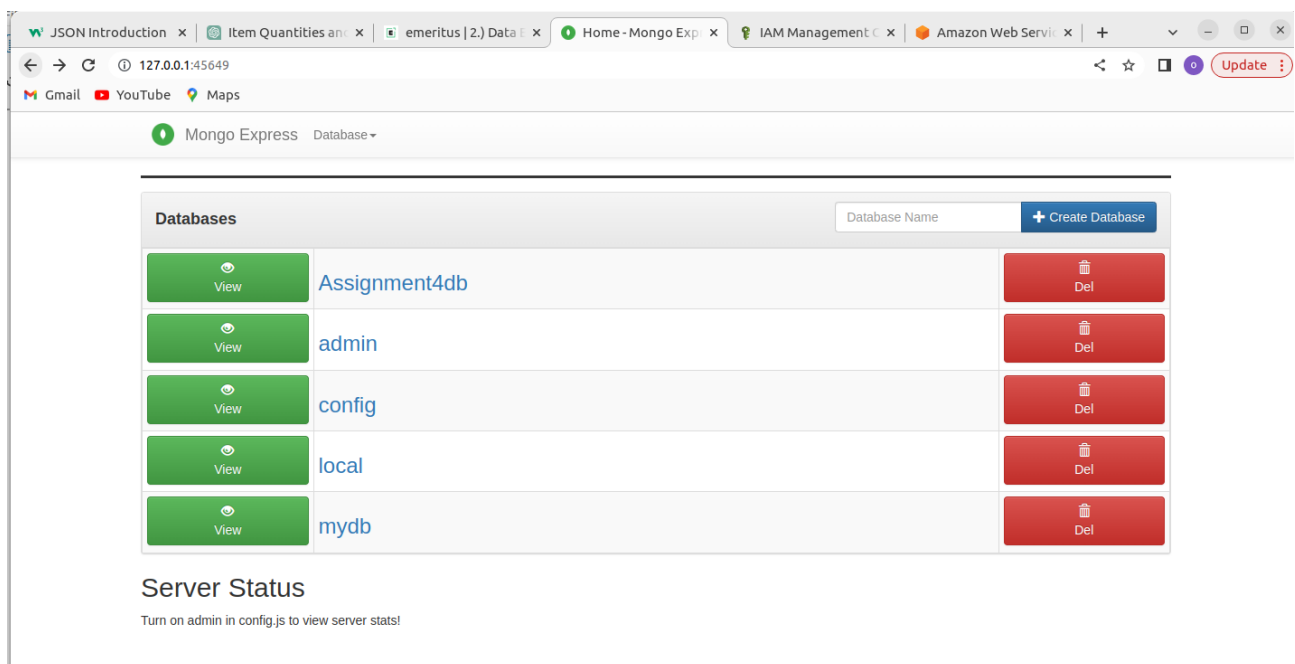 JSON Introduction
Item Quantities and
emeritus | 2.) Data E
Home - Mongo Exp
IAM Management C
Amazon Web Servic
127.0.0.1:45649
Update
Gmail YouTube Maps
Mongo Express Database
Databases
Database Name
Create Database
View Assignment4db Del
View admin Del
View config Del
View local Del
View mydb Del
Server Status
Turn on admin in config.js to view server stats!